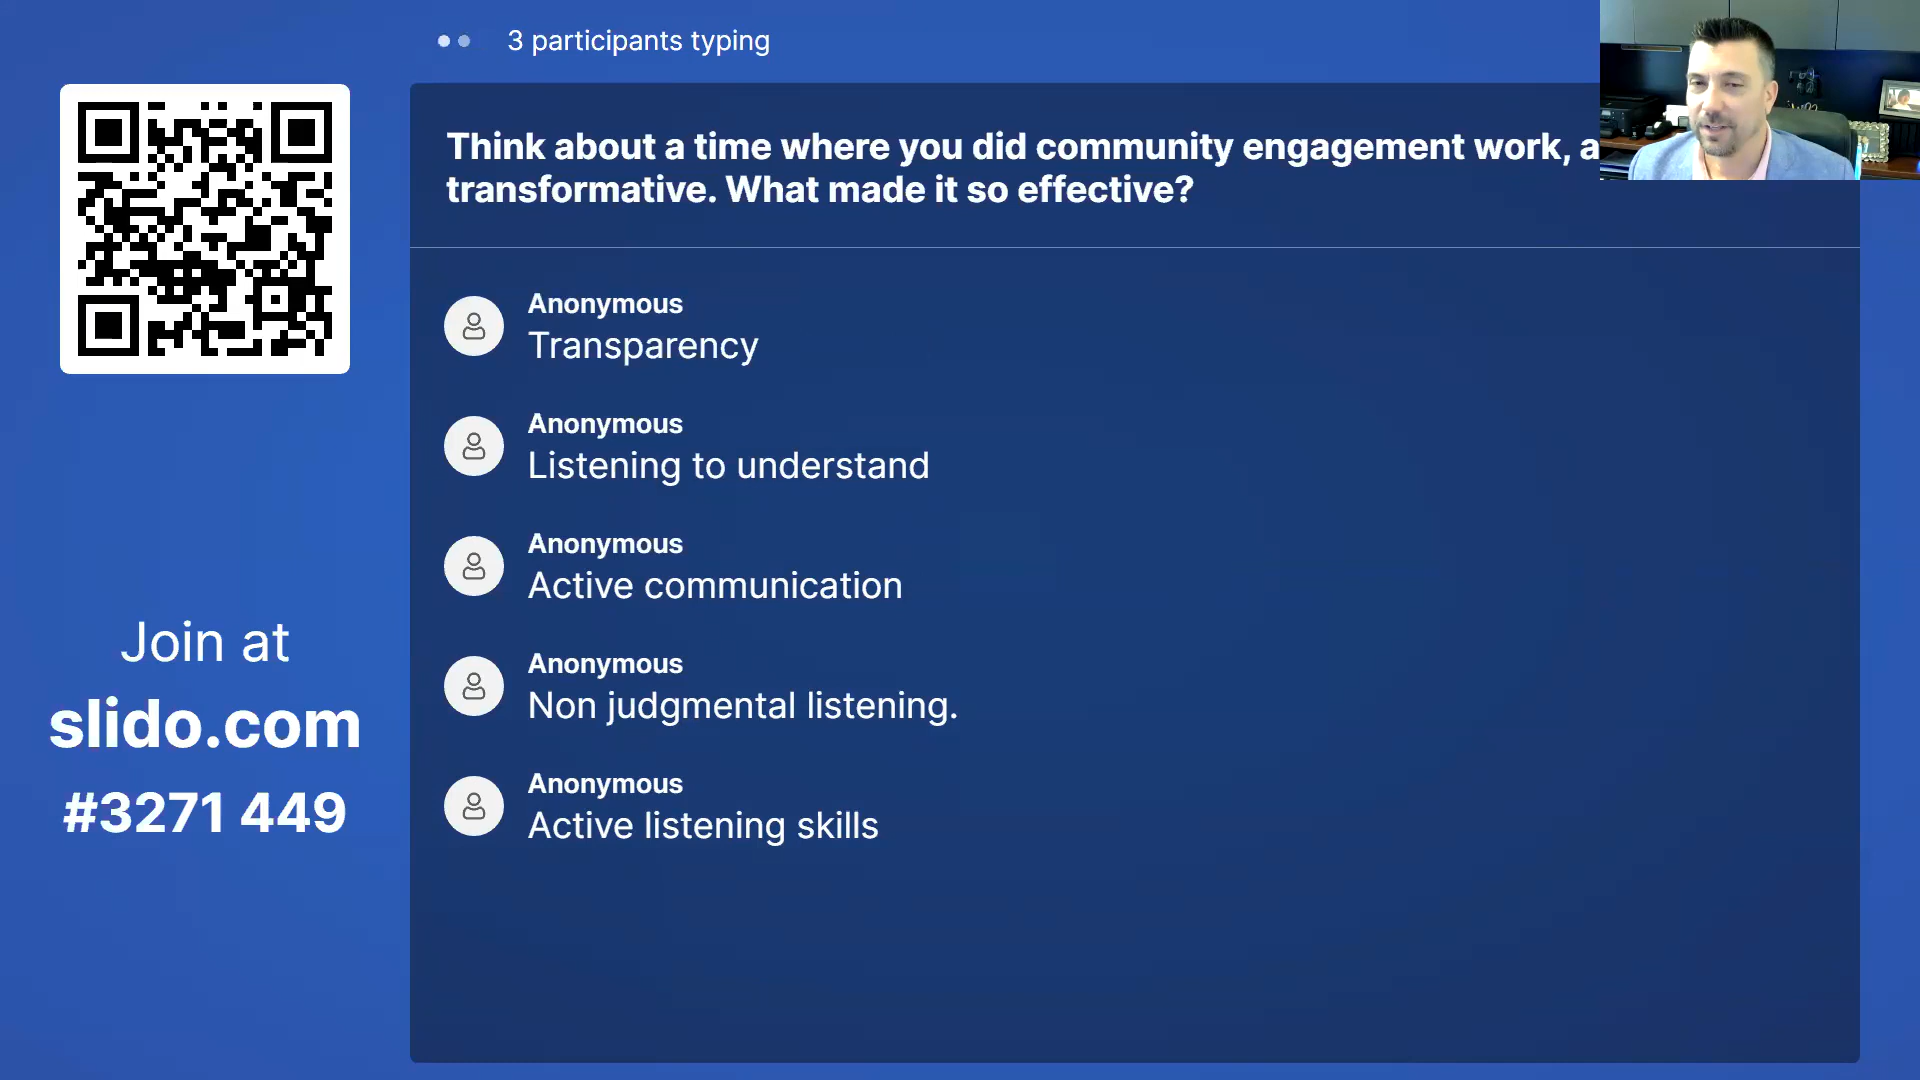 3 participants typing
Think about a time where you did community engagement work, a
transformative. What made it so effective?
Anonymous
Transparency
Anonymous
Listening to understand
Anonymous
Active communication
Anonymous
Non judgmental listening.
Anonymous
Active listening skills
Join at
slido.com
#3271 449